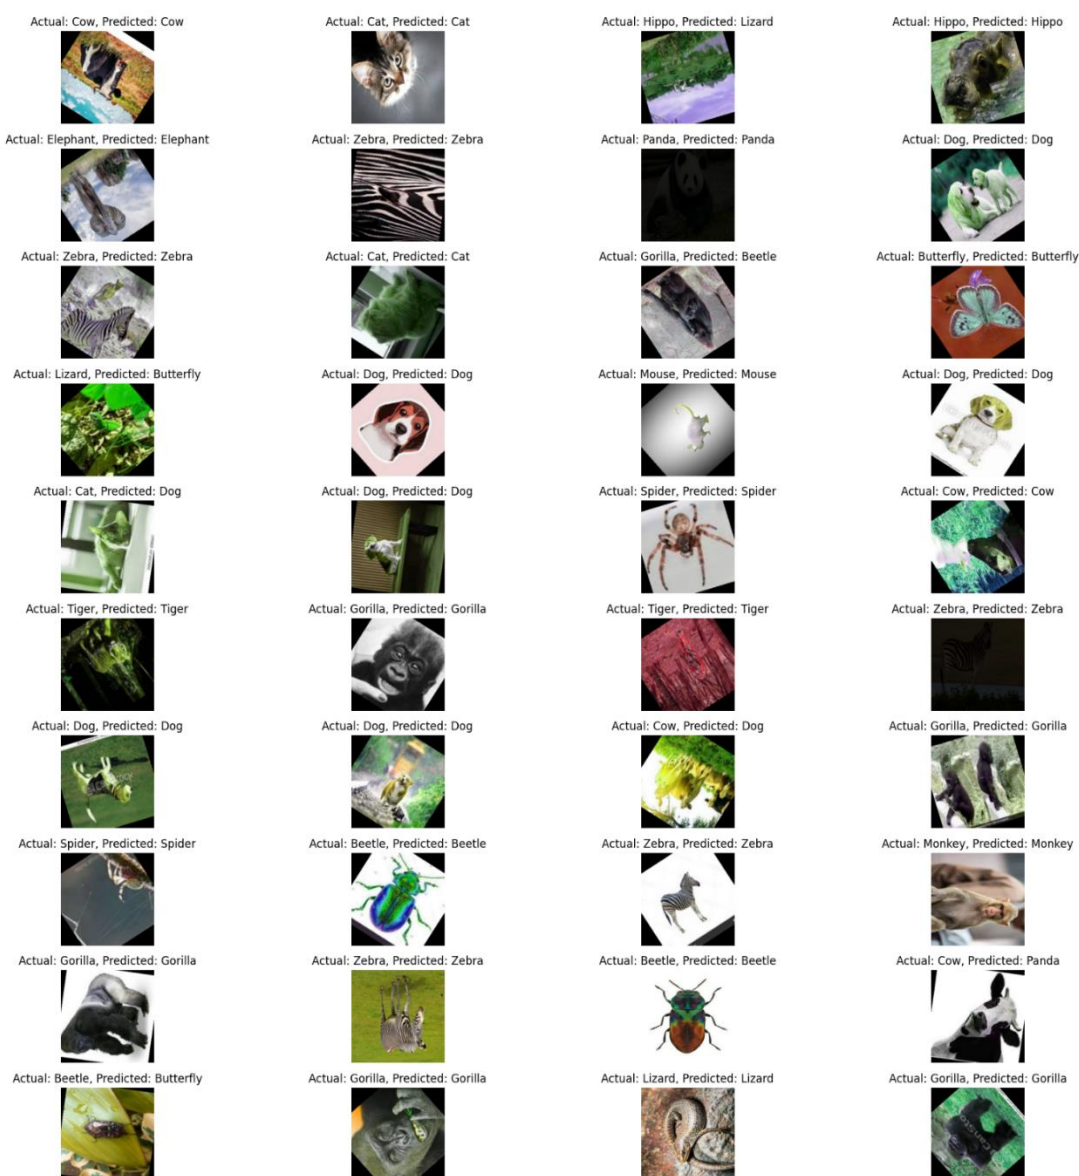 Actual: Cow, Predicted: Cow
Actual: Cat, Predicted: Cat
Actual: Hippo, Predicted: Lizard
Actual: Hippo, Predicted: Hippo
Actual: Elephant, Predicted: Elephant
Actual: Zebra, Predicted: Zebra
Actual: Panda, Predicted: Panda
Actual: Dog, Predicted: Dog
Actual: Zebra, Predicted: Zebra
Actual: Cat, Predicted: Cat
Actual: Gorilla, Predicted: Beetle
Actual: Butterfly, Predicted: Butterfly
Actual: Lizard, Predicted: Butterfly
Actual: Dog, Predicted: Dog
Actual: Mouse, Predicted: Mouse
Actual: Dog, Predicted: Dog
Actual: Cat, Predicted: Dog
Actual: Dog, Predicted: Dog
Actual: Spider, Predicted: Spider
Actual: Cow, Predicted: Cow
Actual: Tiger, Predicted: Tiger
Actual: Gorilla, Predicted: Gorilla
Actual: Tiger, Predicted: Tiger
Actual: Zebra, Predicted: Zebra
Actual: Dog, Predicted: Dog
Actual: Dog, Predicted: Dog
Actual: Cow, Predicted: Dog
Actual: Gorilla, Predicted: Gorilla
Actual: Spider, Predicted: Spider
Actual: Beetle, Predicted: Beetle
Actual: Zebra, Predicted: Zebra
Actual: Monkey, Predicted: Monkey
Actual: Gorilla, Predicted: Gorilla
Actual: Zebra, Predicted: Zebra
Actual: Beetle, Predicted: Beetle
Actual: Cow, Predicted: Panda
Actual: Beetle, Predicted: Butterfly
Actual: Gorilla, Predicted: Gorilla
Actual: Lizard, Predicted: Lizard
Actual: Gorilla, Predicted: Gorilla